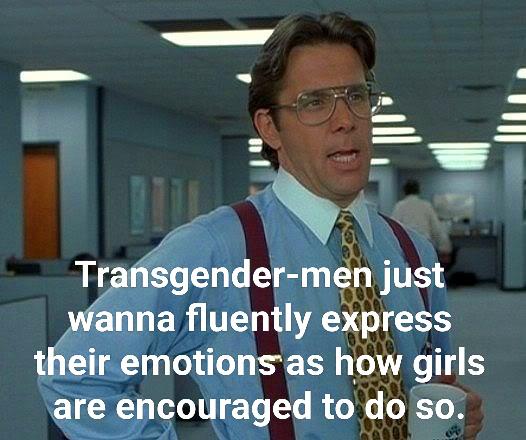 Transgender-men just
wanna fluently express
their emotions as how girls
are encouraged to do so.